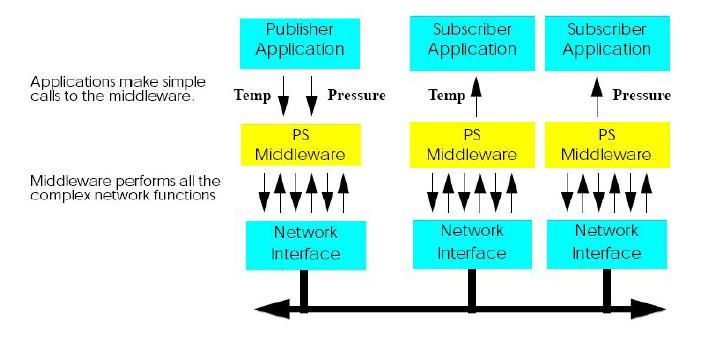 Publisher
Application
Subscriber
Application
Subscriber
Application
Applications make simple
calls to the middleware.
Temp
Pressure
Temp
Pressure
PS
Middleware
PS
Middleware
PS
Middleware
Middleware performs all the
complex network functions
Network
Interface
Network
Interface
Network
Interface